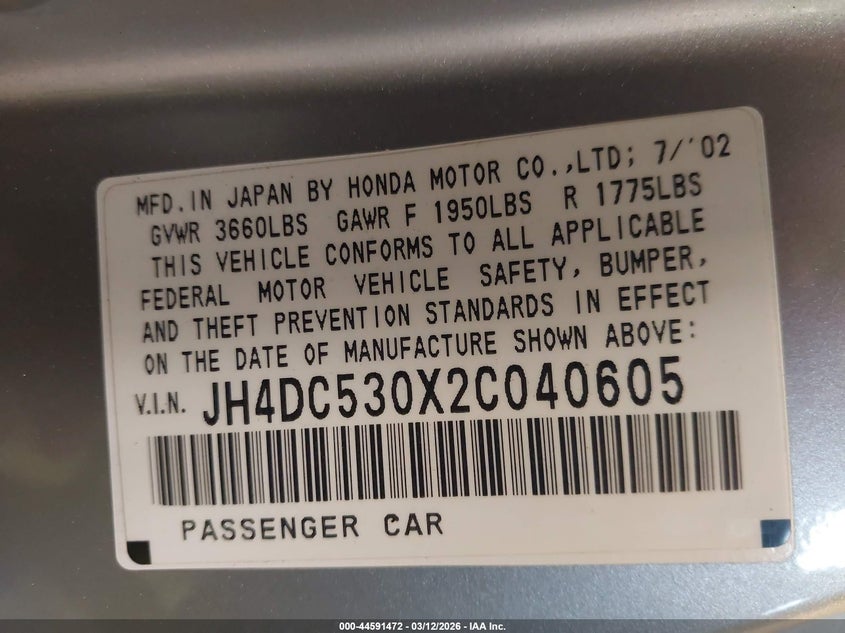 MFD.IN JAPAN BY HONDA MOTOR CO.,LTD; 7/'02
GVWR 3660LBS GAWR F 1950LBS R 1775LBS
THIS VEHICLE CONFORMS TO ALL APPLICABLE
FEDERAL MOTOR VEHICLE SAFETY, BUMPER,
AND THEFT PREVENTION STANDARDS IN EFFECT
ON THE DATE OF MANUFACTURE SHOWN ABOVE:
V.I.N. JH4DC530X2C040605
PASSENGER CAR
000-44591472 - 03/12/2026 - IAA Inc.